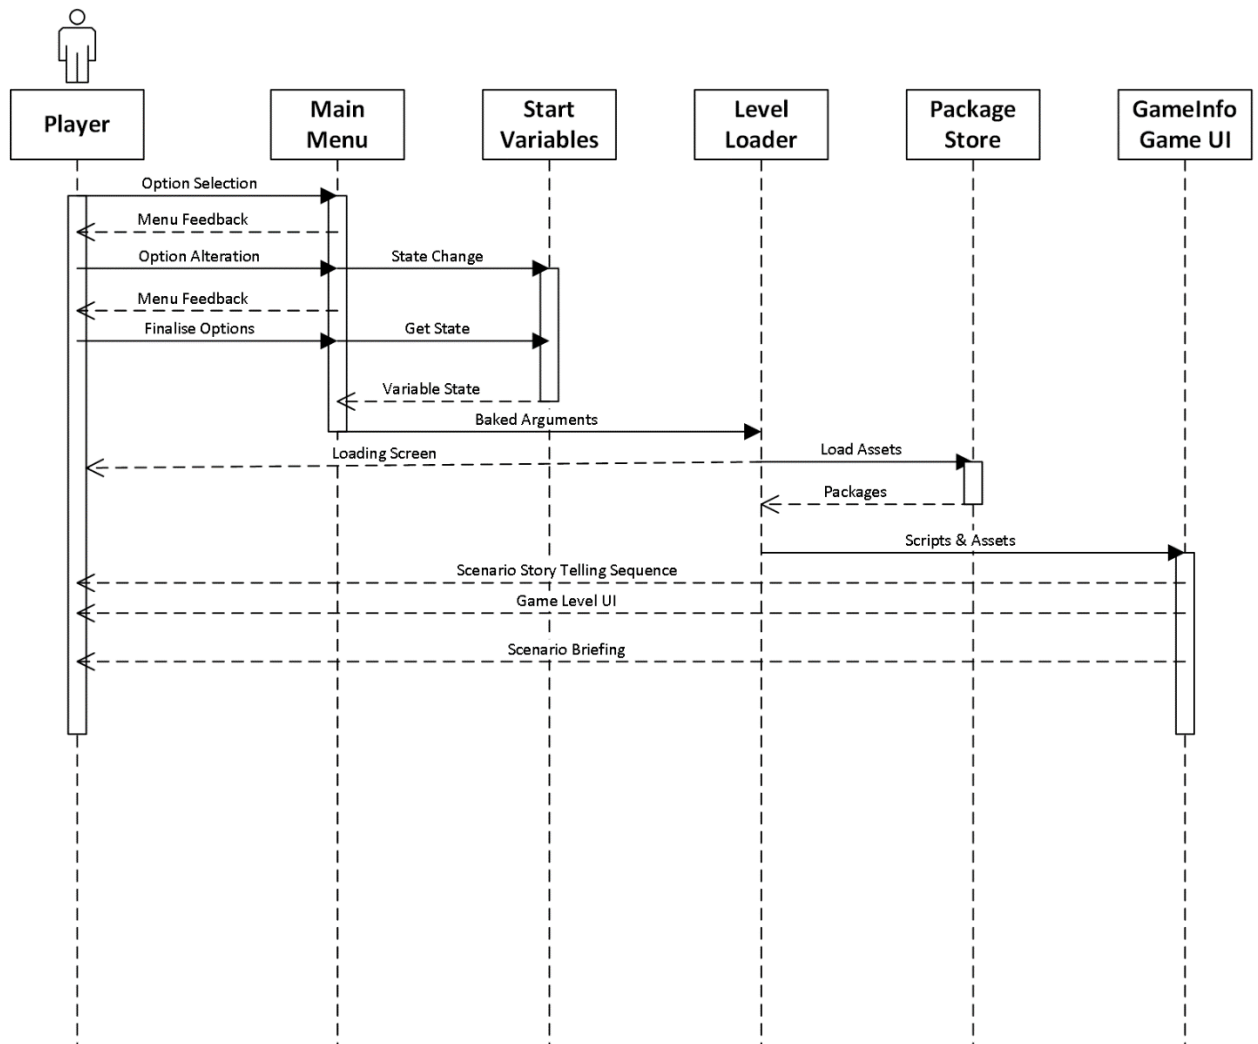 Player
Main
Menu
Start
Variables
Level
Loader
Package
Store
GameInfo
Game UI
Option Selection
Menu Feedback
Option Alteration
State Change
Menu Feedback
Finalise Options
Get State
Variable State
Baked Arguments
Loading Screen
Load Assets
Packages
Scripts & Assets
Scenario Story Telling Sequence
Game Level UI
Scenario Briefing